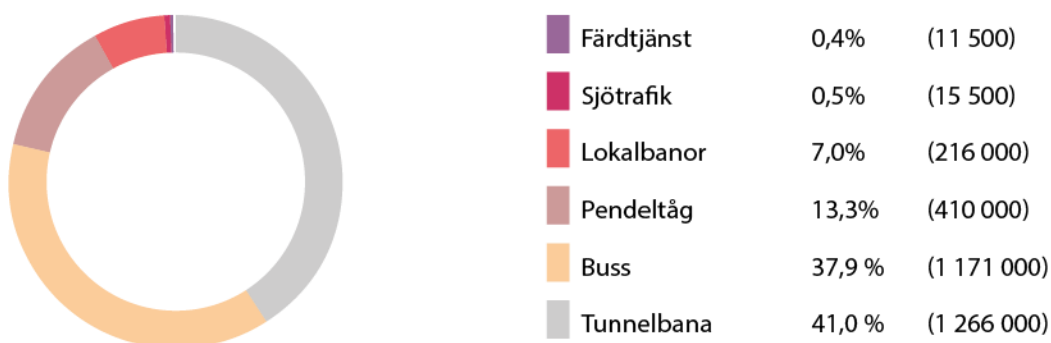 Färdtjänst 0,4% (11 500)
Sjötrafik 0,5% (15 500)
Lokalbanor 7,0% (216 000)
Pendeltåg 13,3% (410 000)
Buss 37,9 % (1 171 000)
Tunnelbana 41,0 % (1 266 000)